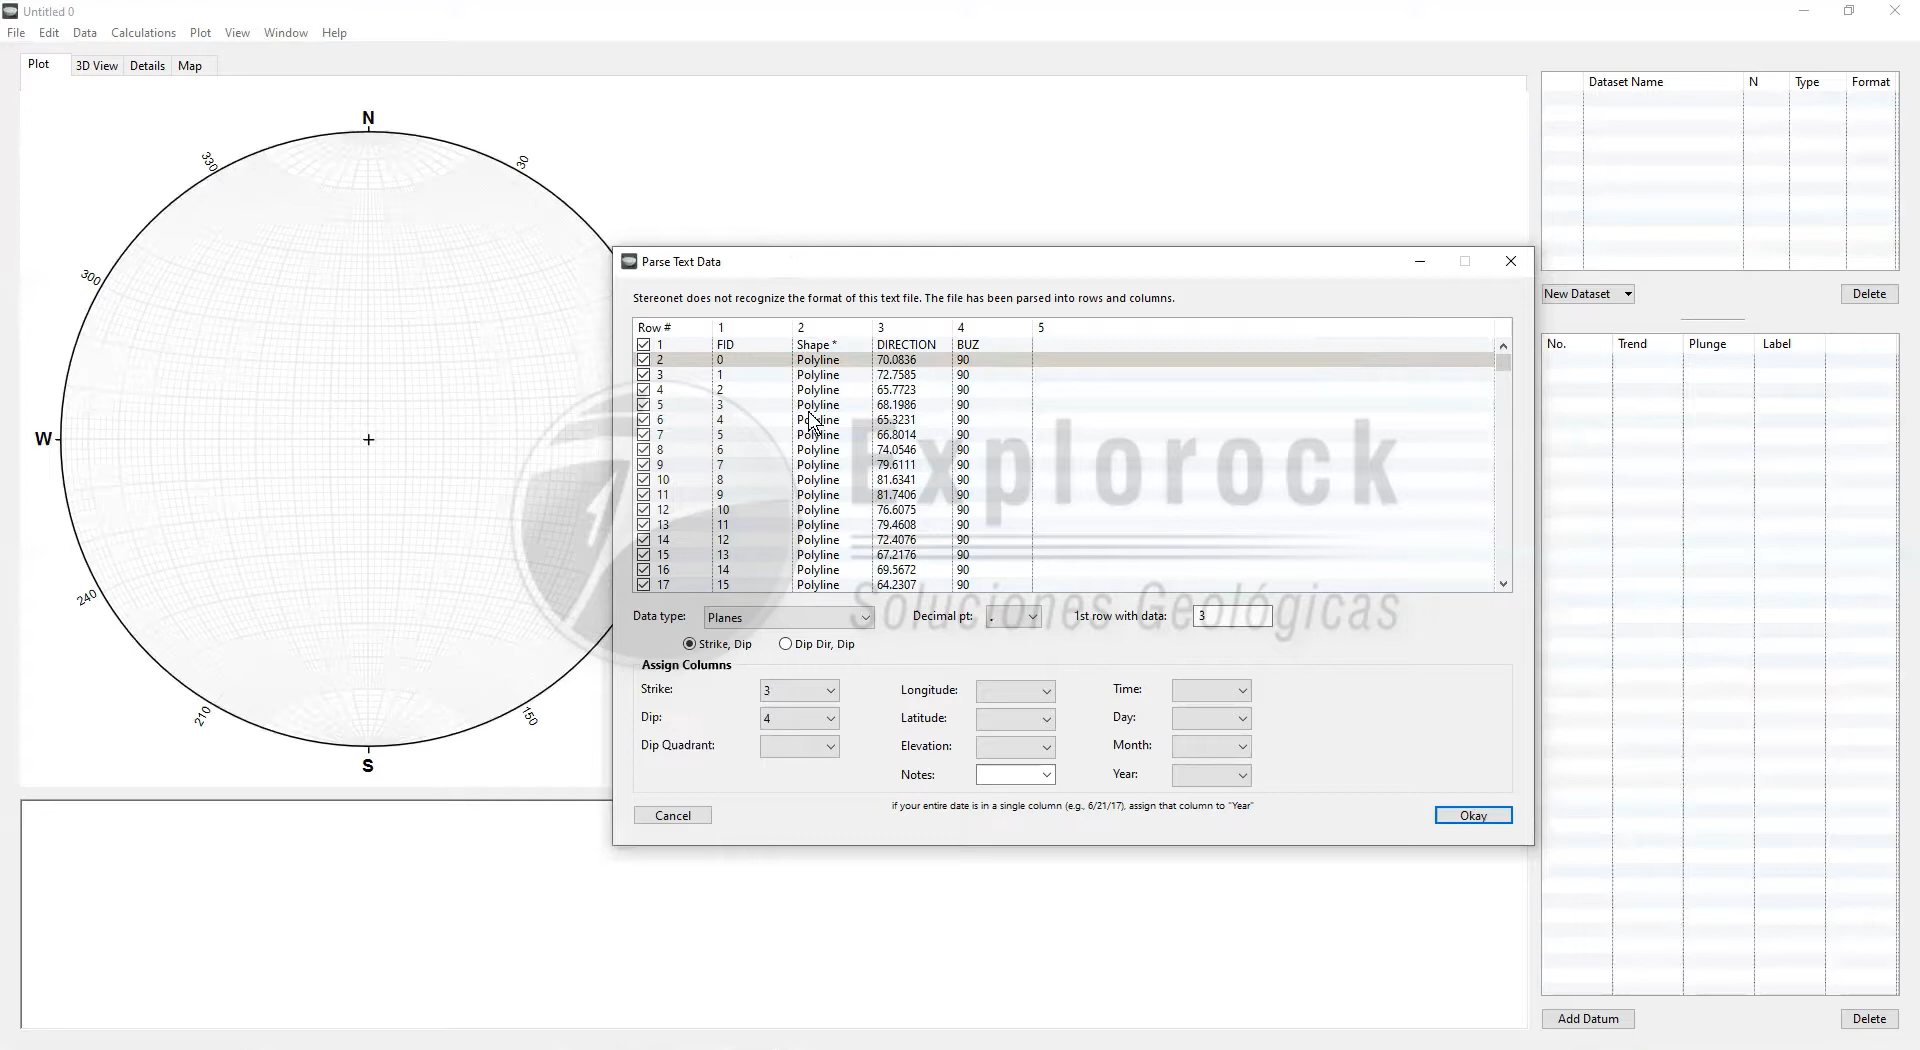 Untitled 0
File Edit Data Calculations Plot View Window Help
Plot 3D View Details Map
N
330
30
300
W
240
210
150
S
Parse Text Data
Stereonet does not recognize the format of this text file. The file has been parsed into rows and columns.
Row # 1 2 3 4 5
1 FID Shape * DIRECTION BUZ
2 0 Polyline 70.0836 90
3 1 Polyline 72.7585 90
4 2 Polyline 65.7723 90
5 3 Polyline 68.1986 90
6 4 Polyline 65.3231 90
7 5 Polyline 66.8014 90
8 6 Polyline 74.0546 90
9 7 Polyline 79.6111 90
10 8 Polyline 81.6341 90
11 9 Polyline 81.7406 90
12 10 Polyline 76.6075 90
13 11 Polyline 79.4608 90
14 12 Polyline 72.4076 90
15 13 Polyline 67.2176 90
16 14 Polyline 69.5672 90
17 15 Polyline 64.2307 90
Explorock
Soluciones Geológicas
Data type: Planes Decimal pt: . 1st row with data: 3
Strike, Dip Dip Dir, Dip
Assign Columns
Strike: 3 Longitude: Time:
Dip: 4 Latitude: Day:
Dip Quadrant: Elevation: Month:
Notes: Year:
if your entire date is in a single column (e.g., 6/21/17), assign that column to "Year"
Cancel Okay
Dataset Name N Type Format
New Dataset Delete
No. Trend Plunge Label
Add Datum Delete